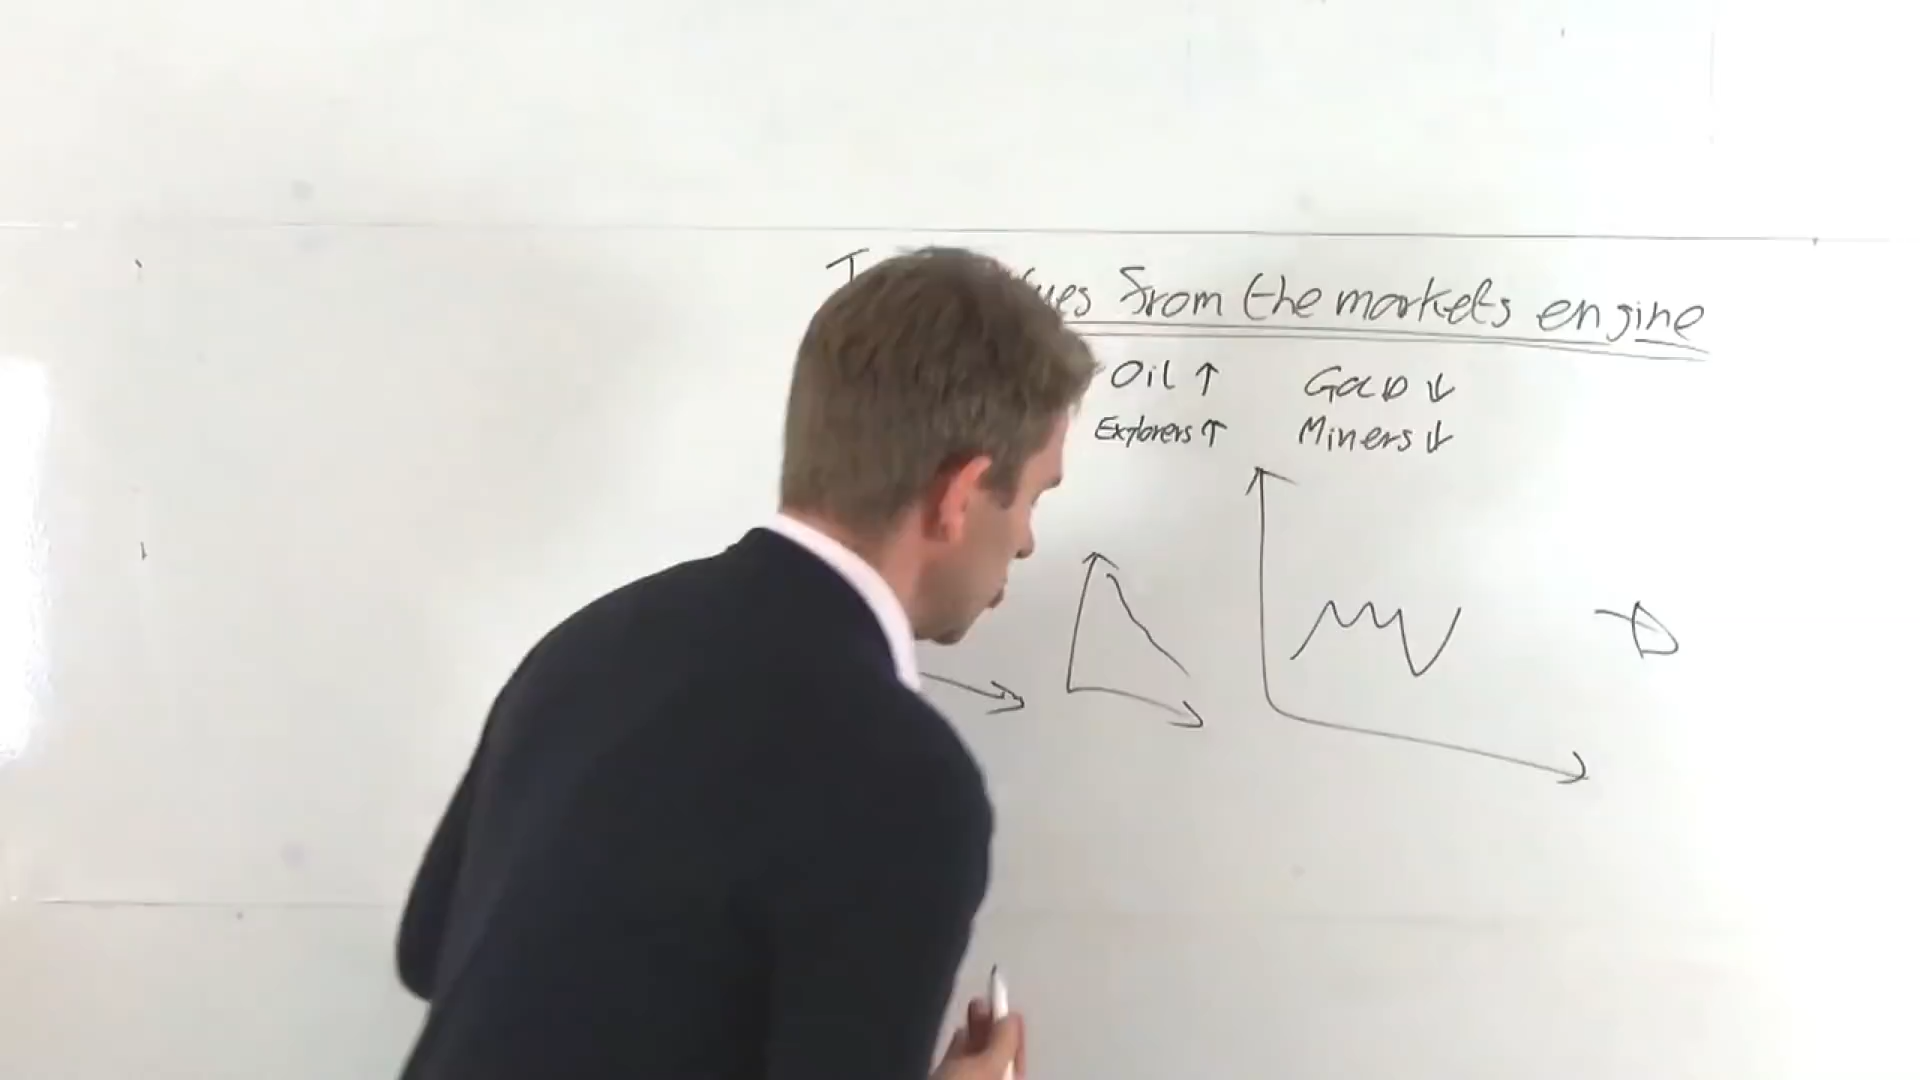 from the markets engine
Oil ↑ Gold ↓
Explorers ↑ Miners ↓